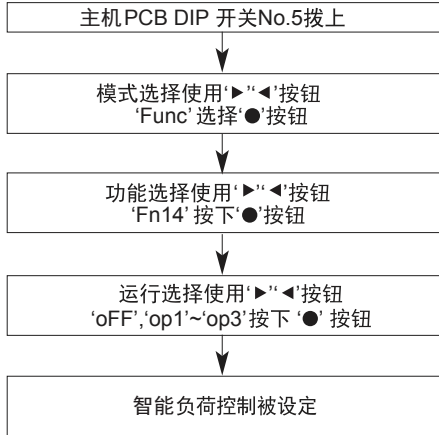 主机PCB DIP 开关No.5拨上
模式选择使用‘►’‘◄’按钮
‘Func’ 选择‘●’按钮
功能选择使用‘►’‘◄’按钮
‘Fn14’ 按下‘●’按钮
运行选择使用‘►’‘◄’按钮
‘oFF’,‘op1’~‘op3’按下 ‘●’ 按钮
智能负荷控制被设定